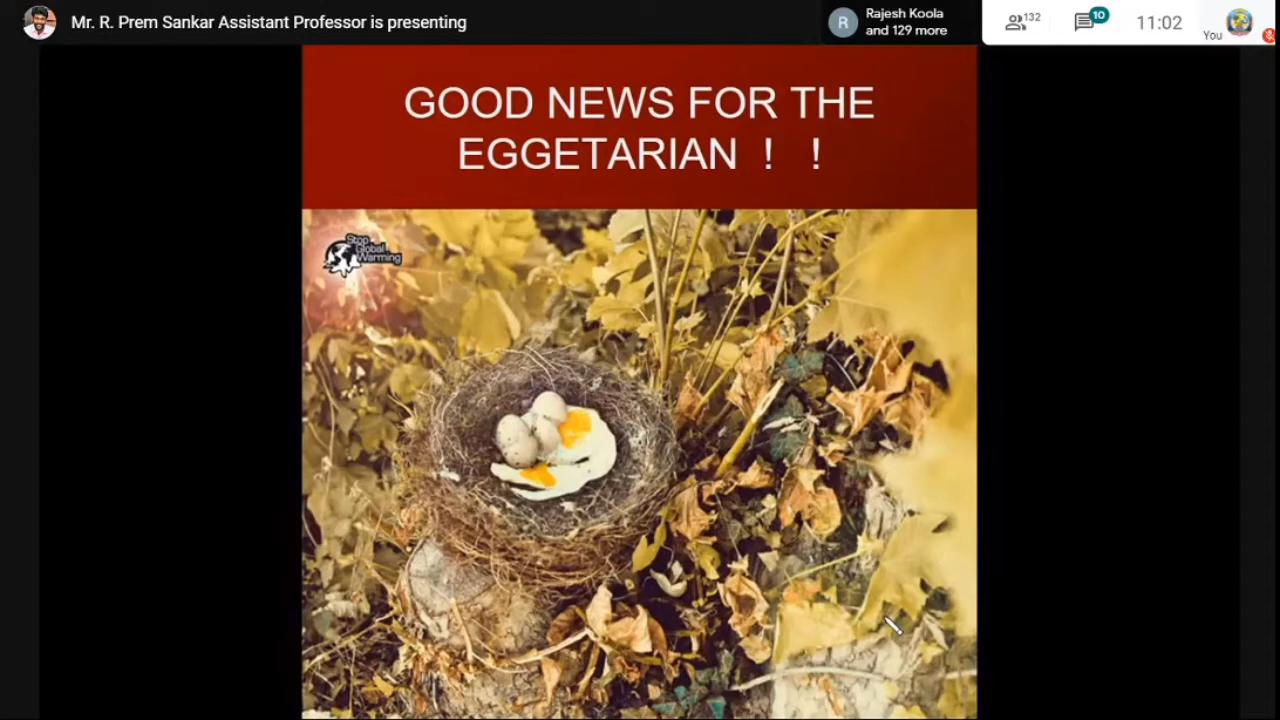 Mr. R. Prem Sankar Assistant Professor is presenting
R
Rajesh Koola
and 129 more
132
10
11:02
You
GOOD NEWS FOR THE
EGGETARIAN ! !
Stop
Global
Warming